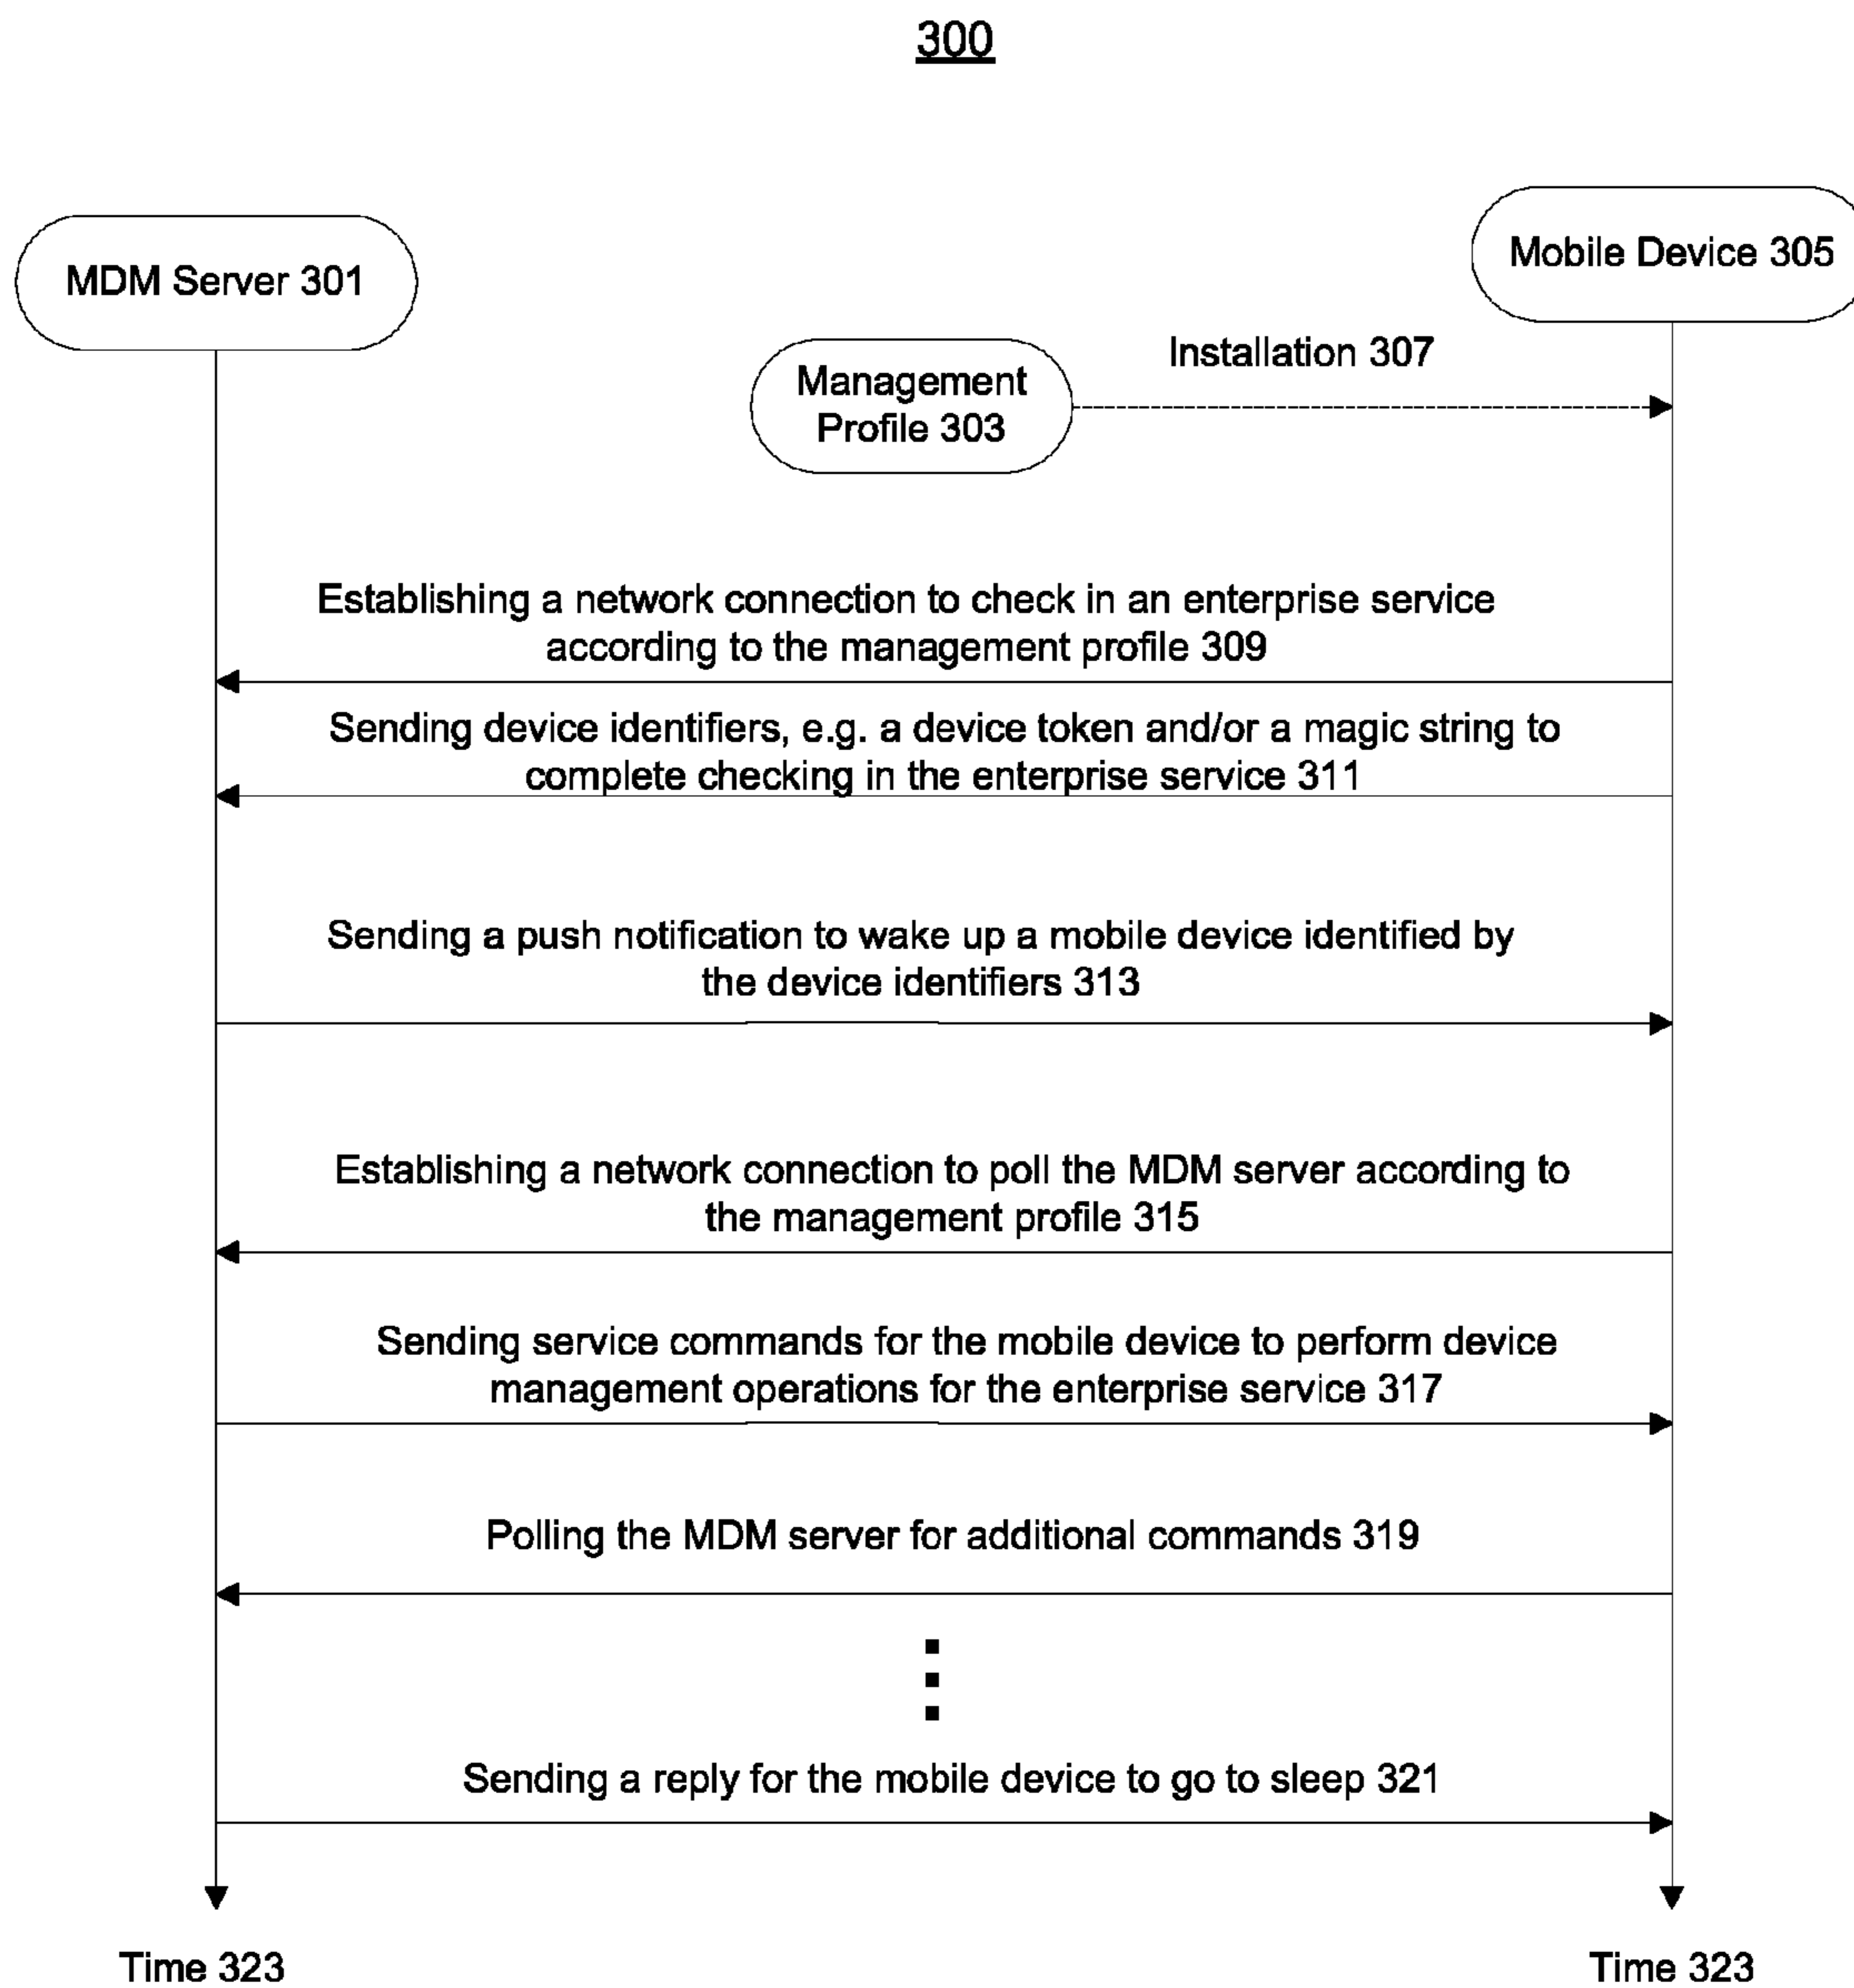 300
MDM Server 301
Mobile Device 305
Installation 307
Management
Profile 303
Establishing a network connection to check in an enterprise service
according to the management profile 309
Sending device identifiers, e.g. a device token and/or a magic string to
complete checking in the enterprise service 311
Sending a push notification to wake up a mobile device identified by
the device identifiers 313
Establishing a network connection to poll the MDM server according to
the management profile 315
Sending service commands for the mobile device to perform device
management operations for the enterprise service 317
Polling the MDM server for additional commands 319
Sending a reply for the mobile device to go to sleep 321
Time 323
Time 323